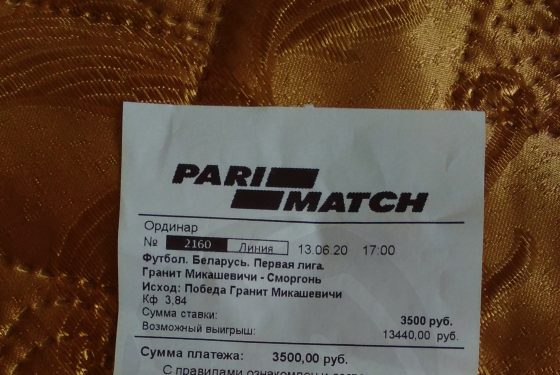 PARI
MATCH
Ординар
№ 2160 Линия 13.06.20 17:00
Футбол. Беларусь. Первая лига.
Гранит Микашевичи - Сморгонь
Исход: Победа Гранит Микашевичи
Кф 3,84
Сумма ставки: 3500 руб.
Возможный выигрыш: 13440,00 руб.
Сумма платежа: 3500,00 руб.
С правилами ознакомлен и